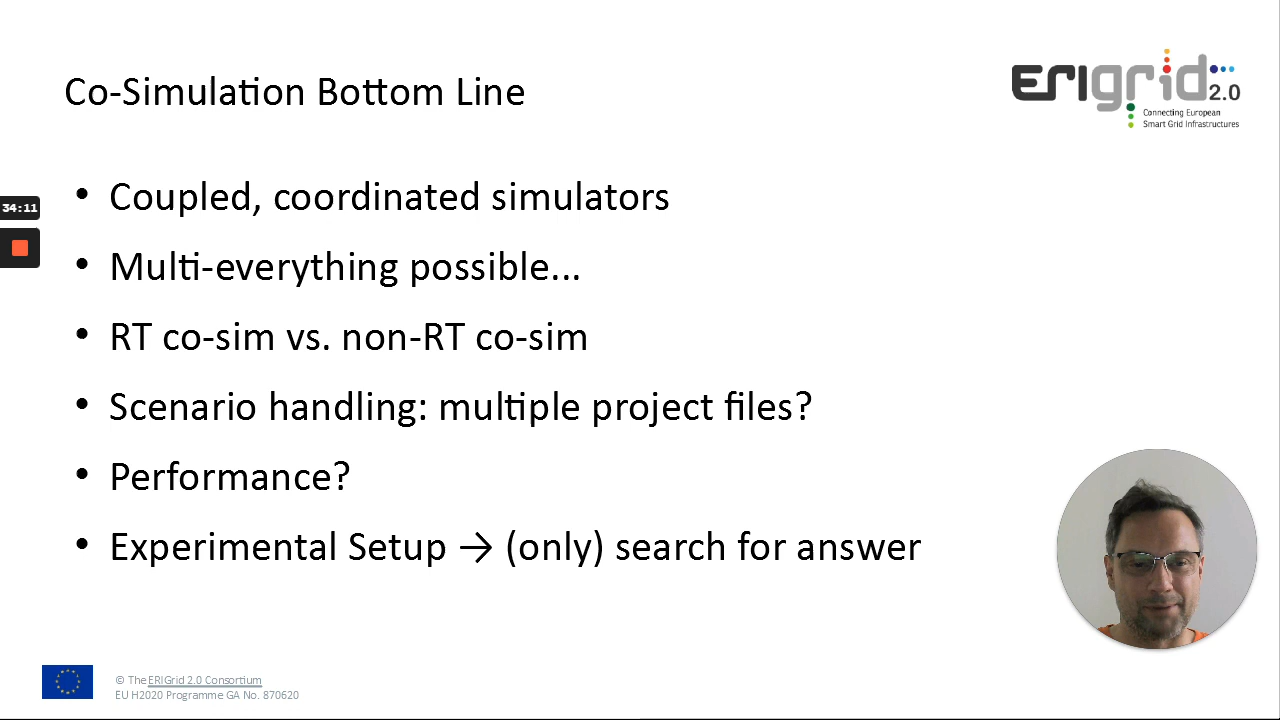 Co-Simulation Bottom Line
ERIgrid 2.0
Connecting European
Smart Grid Infrastructures
• Coupled, coordinated simulators
34:11
• Multi-everything possible...
• RT co-sim vs. non-RT co-sim
• Scenario handling: multiple project files?
• Performance?
• Experimental Setup → (only) search for answer
© The ERIGrid 2.0 Consortium
EU H2020 Programme GA No. 870620